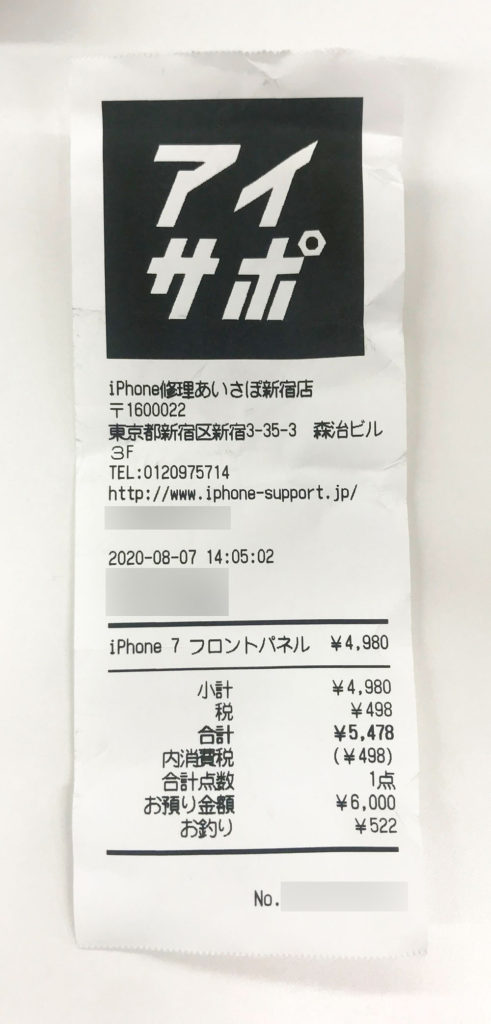 アイ
サポ
iPhone修理あいさぽ新宿店
〒1600022
東京都新宿区新宿3-35-3　森治ビル
３F
TEL:0120975714
http://www.iphone-support.jp/
2020-08-07 14:05:02
iPhone 7 フロントパネル ¥4,980
小計 ¥4,980
税 ¥498
合計 ¥5,478
内消費税 (¥498)
合計点数 1点
お預り金額 ¥6,000
お釣り ¥522
No.